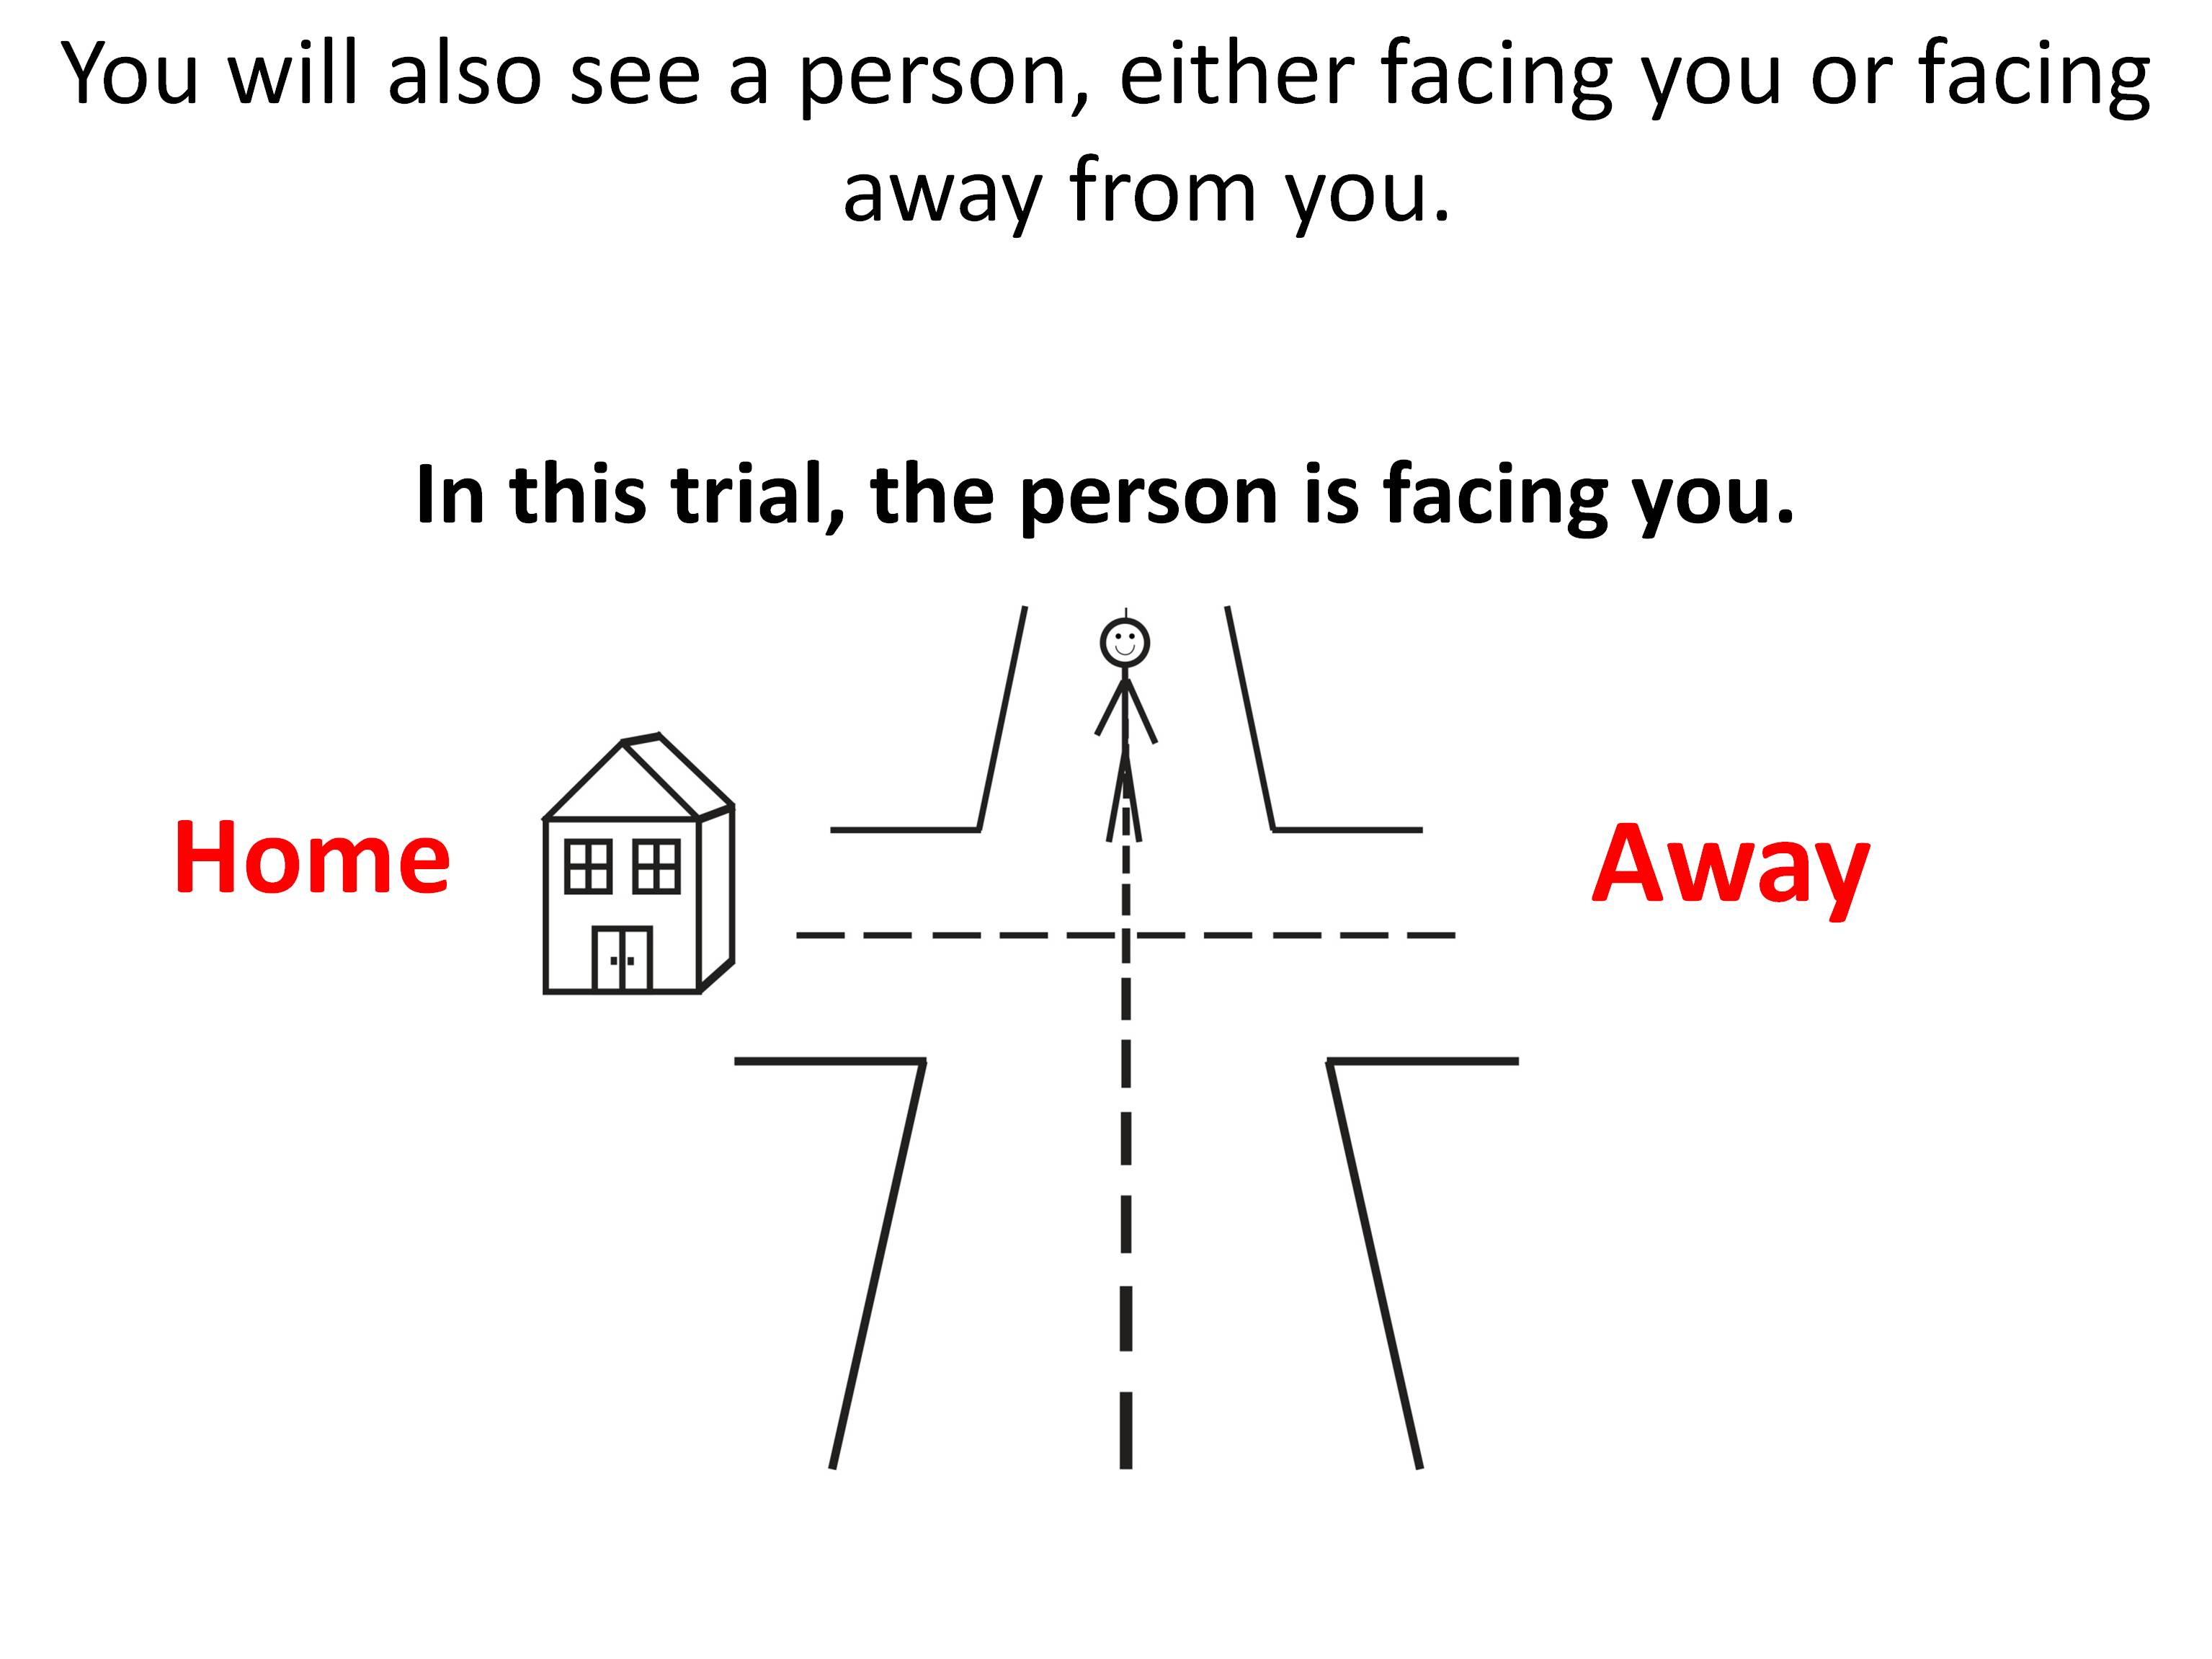 You will also see a person, either facing you or facing
away from you.
In this trial, the person is facing you.
Home
Away